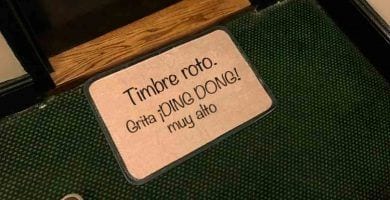 Timbre roto.
Grita ¡DING DONG!
muy alto